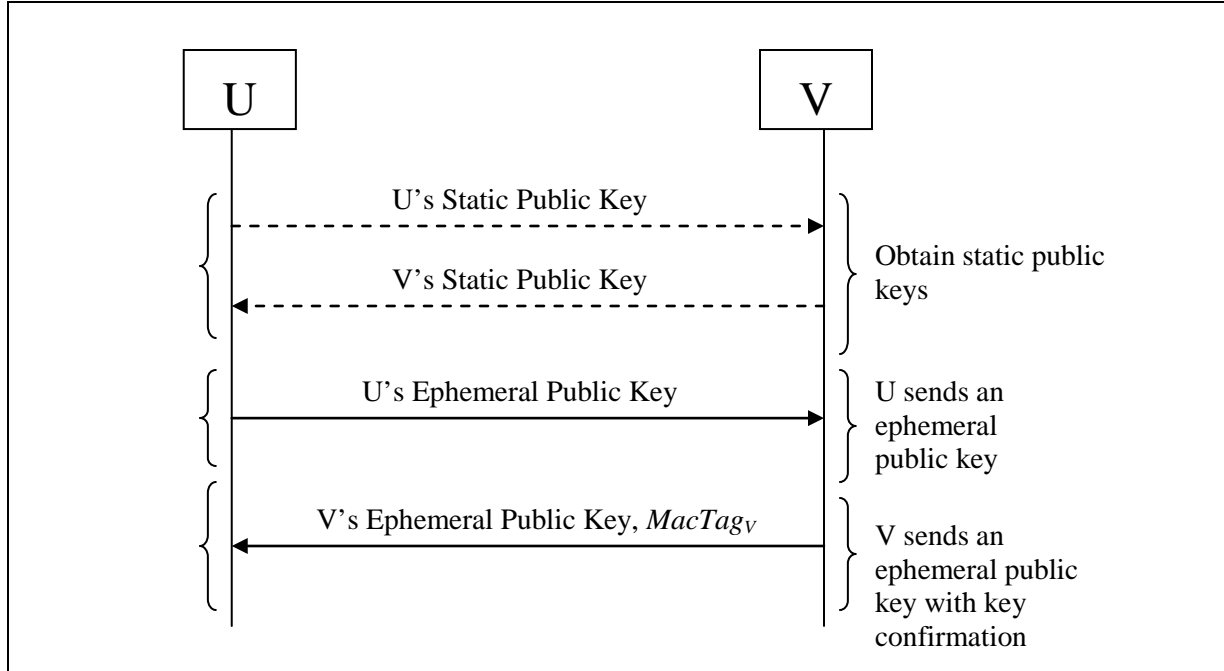 U
V
U’s Static Public Key
V’s Static Public Key
Obtain static public
keys
U’s Ephemeral Public Key
U sends an
ephemeral
public key
V’s Ephemeral Public Key, MacTagV
V sends an
ephemeral public
key with key
confirmation